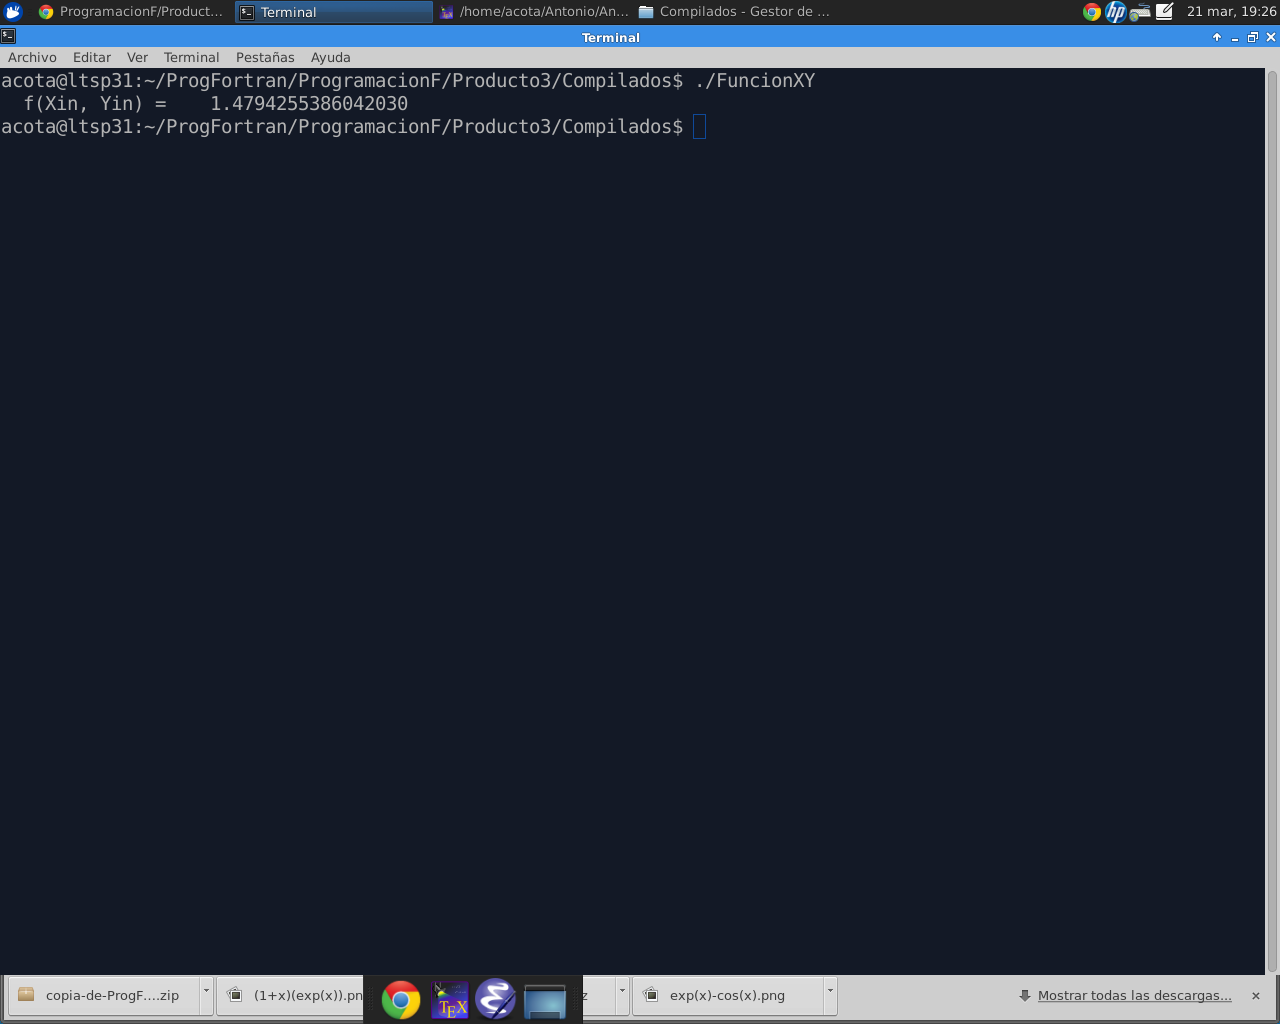 ProgramacionF/Product... Terminal /home/acota/Antonio/An... Compilados - Gestor de ... hp 21 mar, 19:26
Terminal
Archivo Editar Ver Terminal Pestañas Ayuda
acota@ltsp31:~/ProgFortran/ProgramacionF/Producto3/Compilados$ ./FuncionXY
f(Xin, Yin) = 1.4794255386042030
acota@ltsp31:~/ProgFortran/ProgramacionF/Producto3/Compilados$
copia-de-ProgF....zip (1+x)(exp(x)).pn TEX z exp(x)-cos(x).png Mostrar todas las descargas...